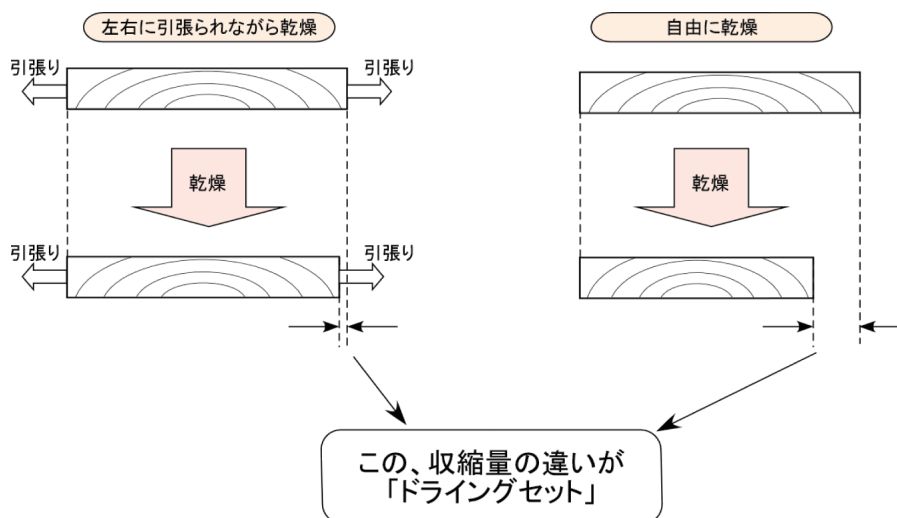 左右に引張られながら乾燥
自由に乾燥
引張り
引張り
乾燥
乾燥
引張り
引張り
この、収縮量の違いが
「ドライングセット」